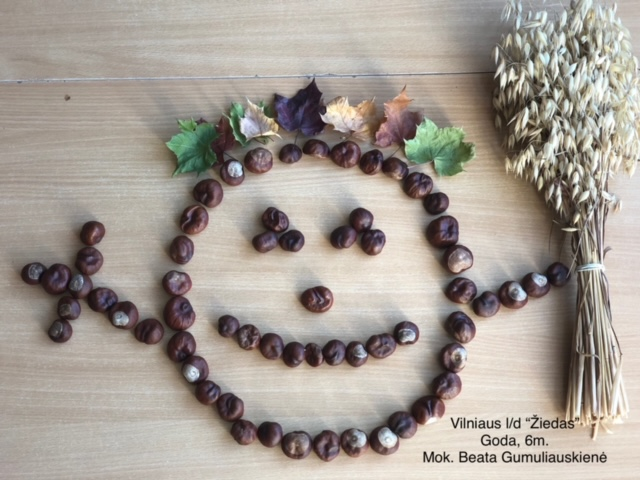 Vilniaus l/d “Žiedas”
Goda, 6m.
Mok. Beata Gumuliauskienė